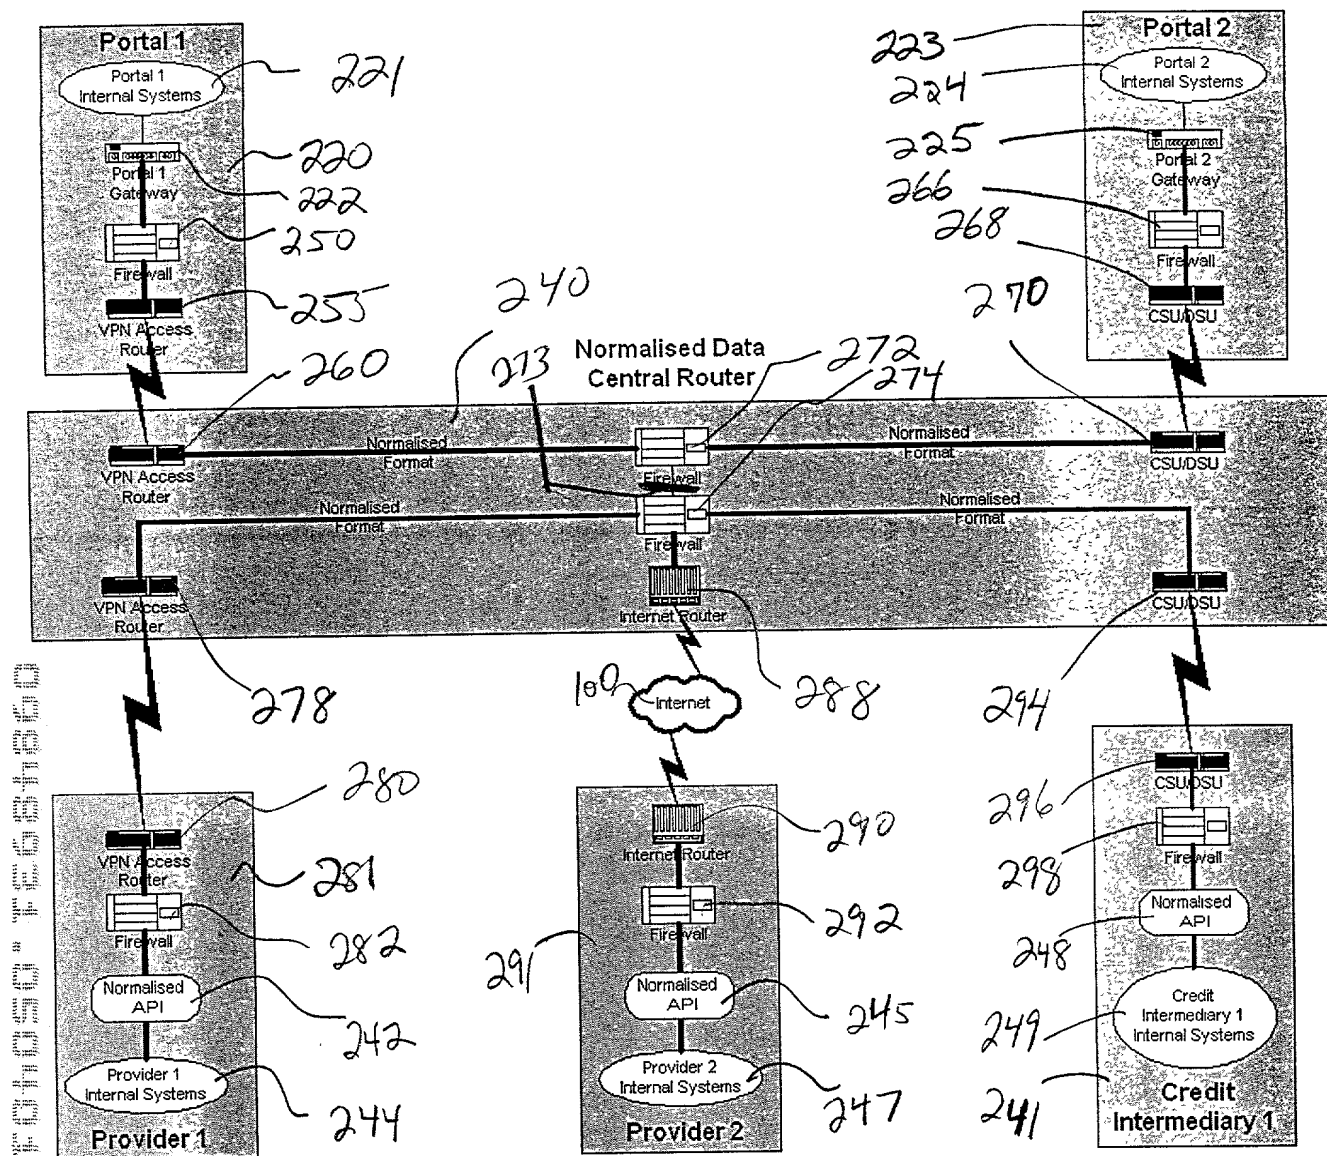 Portal 1
Portal 1
Internal Systems
221
220
Portal 1
Gateway
222
250
Firewall
255
VPN Access
Router
Portal 2
223
Portal 2
Internal Systems
224
225
Portal 2
Gateway
266
268
Firewall
CSU/DSU
240
270
260
273
Normalised Data
Central Router
272
274
VPN Access
Router
Normalised
Format
Firewall
Normalised
Format
CSU/DSU
Normalised
Format
Firewall
Normalised
Format
VPN Access
Router
Internet Router
CSU/DSU
278
100
Internet
288
294
280
VPN Access
Router
281
282
Firewall
Normalised
API
242
Provider 1
Internal Systems
244
Provider 1
290
Internet Router
292
Firewall
291
Normalised
API
245
Provider 2
Internal Systems
247
Provider 2
296
CSU/DSU
298
Firewall
Normalised
API
248
Credit
Intermediary 1
Internal Systems
249
241
Credit
Intermediary 1